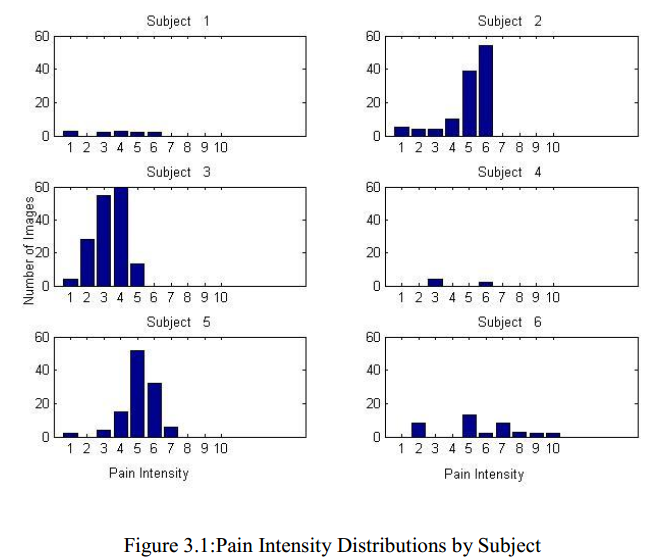 Subject 1
60
40
20
0
1 2 3 4 5 6 7 8 9 10
Subject 2
60
40
20
0
1 2 3 4 5 6 7 8 9 10
Subject 3
60
40
20
0
1 2 3 4 5 6 7 8 9 10
Number of Images
Subject 4
60
40
20
0
1 2 3 4 5 6 7 8 9 10
Subject 5
60
40
20
0
1 2 3 4 5 6 7 8 9 10
Pain Intensity
Subject 6
60
40
20
0
1 2 3 4 5 6 7 8 9 10
Pain Intensity
Figure 3.1:Pain Intensity Distributions by Subject